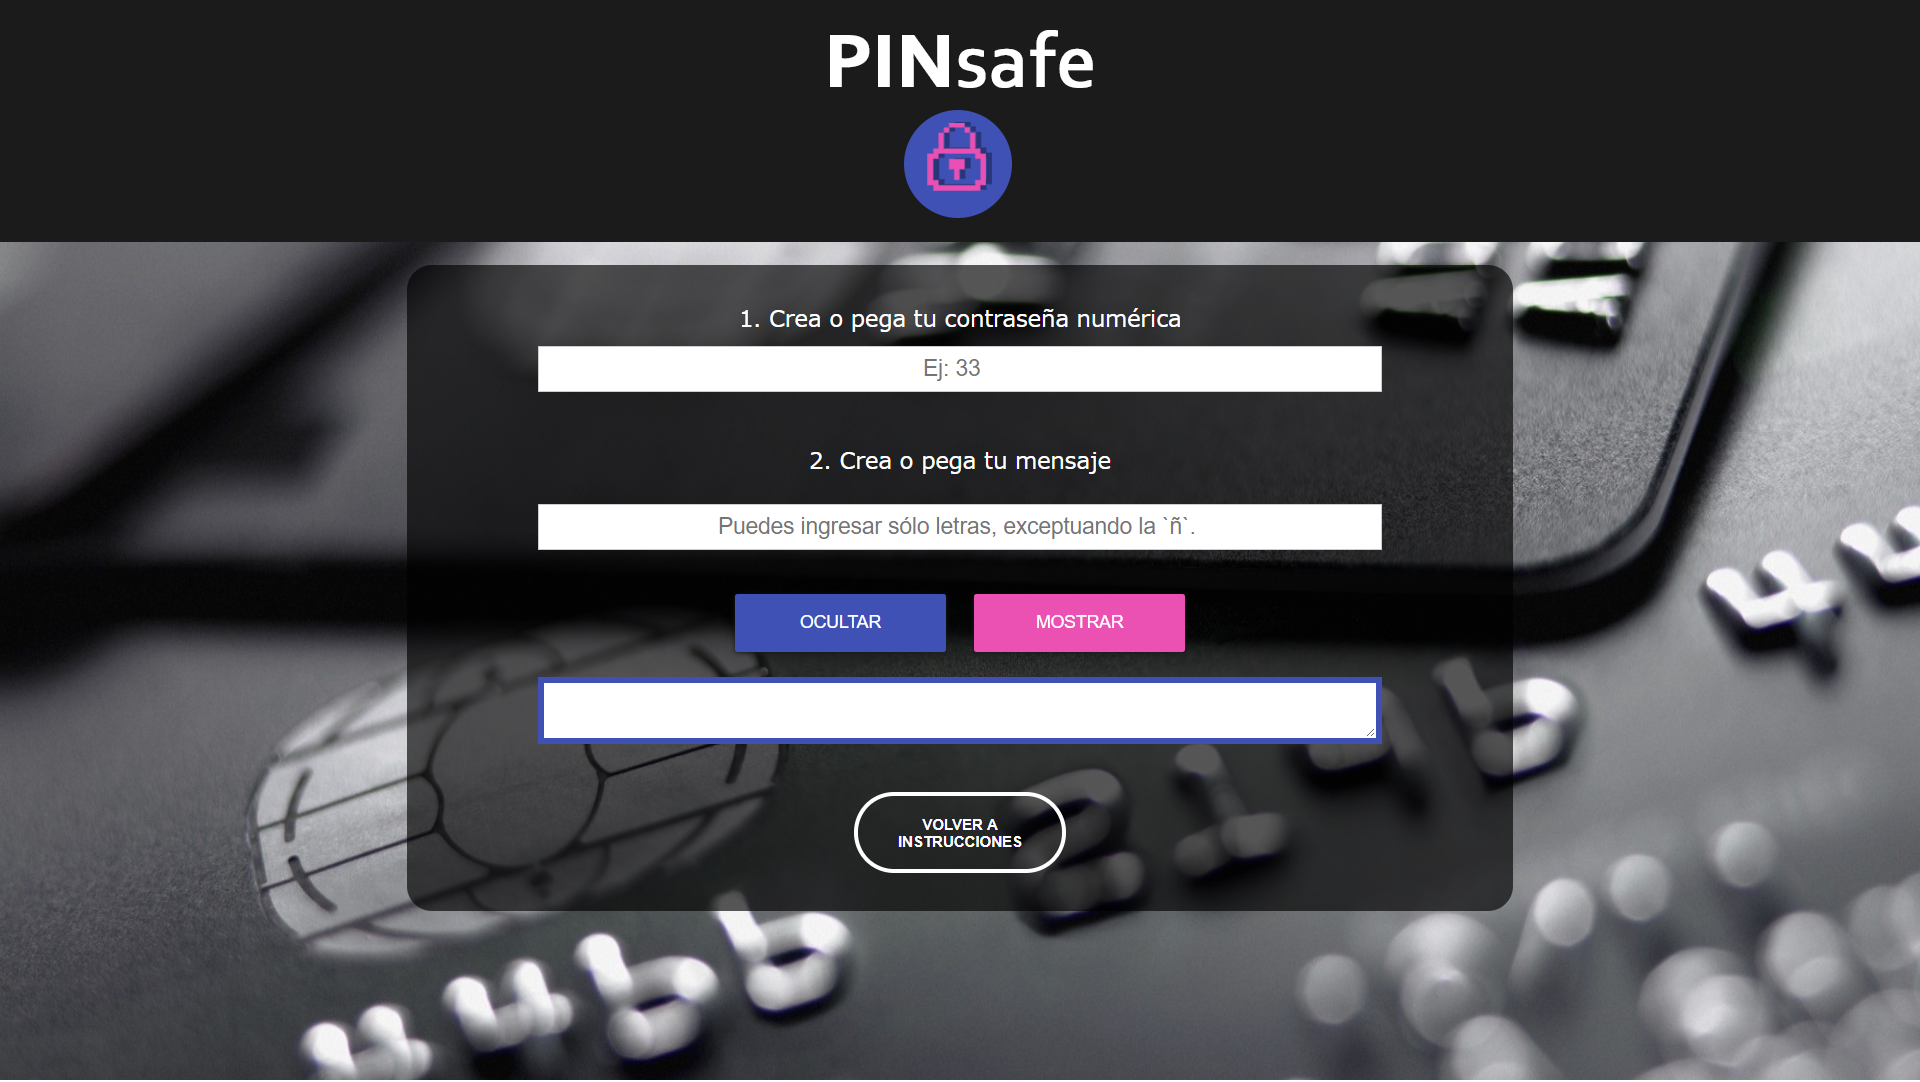 PINsafe
1. Crea o pega tu contraseña numérica
Ej: 33
2. Crea o pega tu mensaje
Puedes ingresar sólo letras, exceptuando la `ñ`.
OCULTAR MOSTRAR
VOLVER A
INSTRUCCIONES